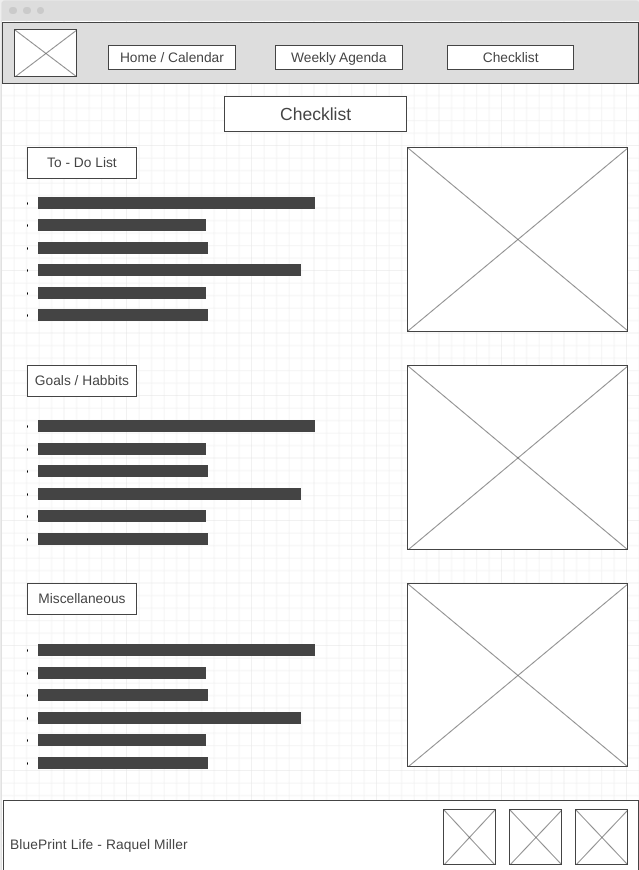 Home / Calendar
Weekly Agenda
Checklist
Checklist
To - Do List
Goals / Habbits
Miscellaneous
BluePrint Life - Raquel Miller